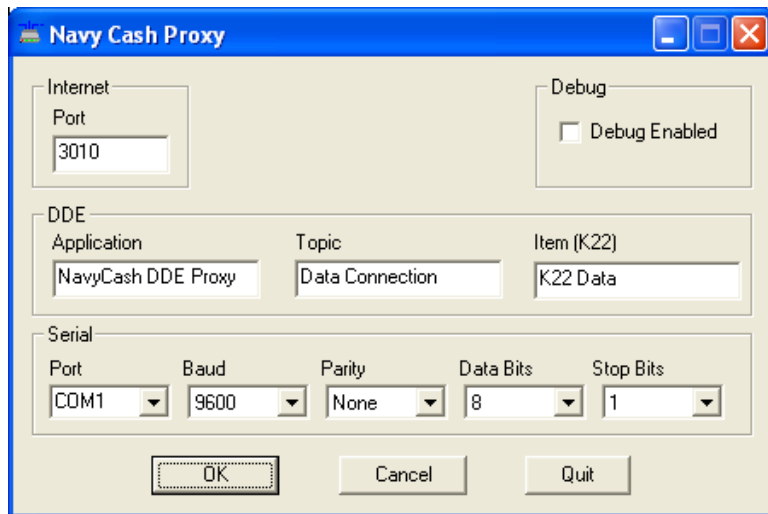 Navy Cash Proxy
Internet
Debug
Port
3010
Debug Enabled
DDE
Application Topic Item (K22)
NavyCash DDE Proxy Data Connection K22 Data
Serial
Port Baud Parity Data Bits Stop Bits
COM1 9600 None 8 1
OK Cancel Quit